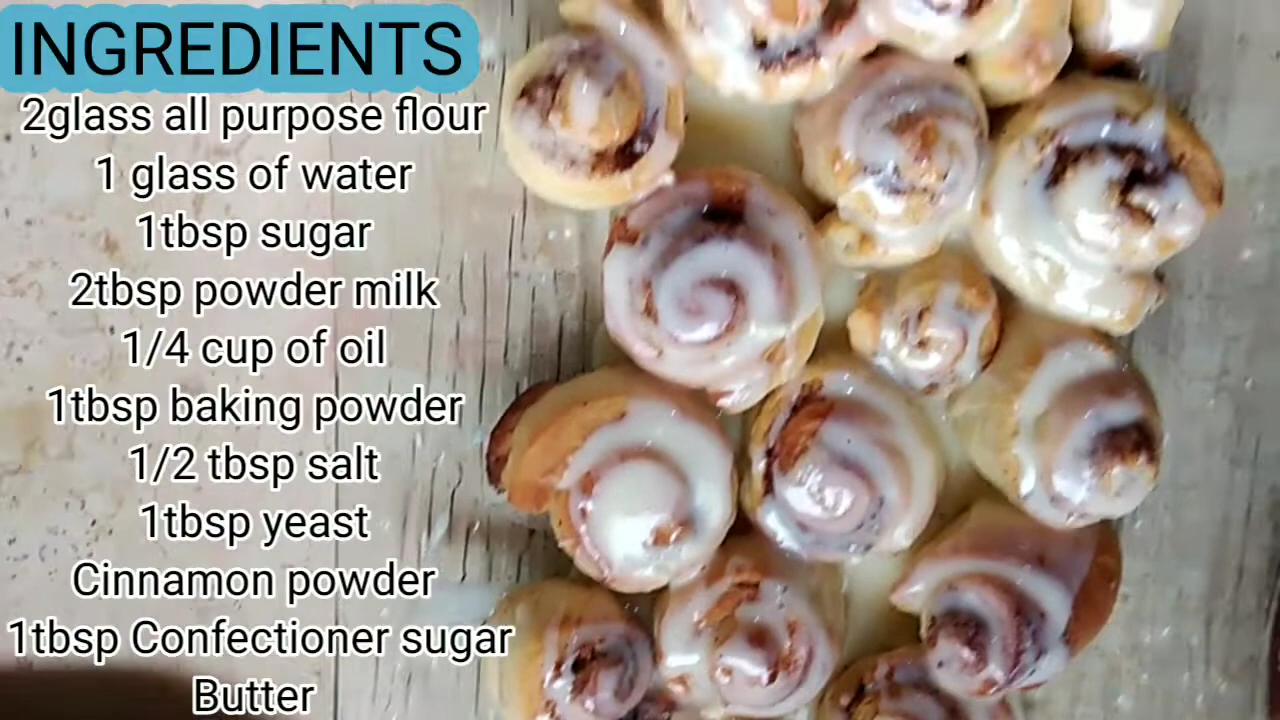 INGREDIENTS
2glass all purpose flour
1 glass of water
1tbsp sugar
2tbsp powder milk
1/4 cup of oil
1tbsp baking powder
1/2 tbsp salt
1tbsp yeast
Cinnamon powder
1tbsp Confectioner sugar
Butter